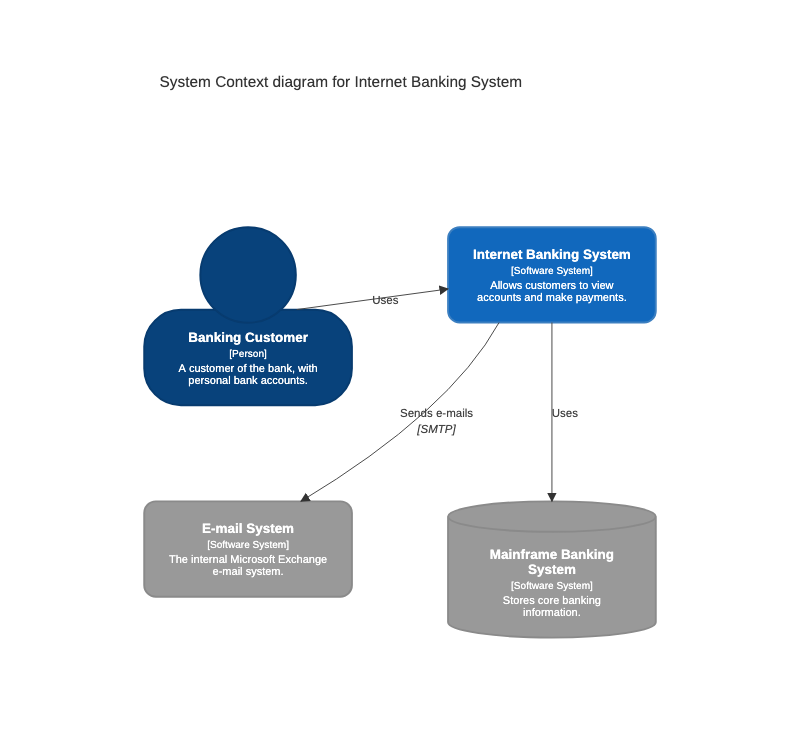 System Context diagram for Internet Banking System
Internet Banking System
[Software System]
Allows customers to view
accounts and make payments.
Uses
Banking Customer
[Person]
A customer of the bank, with
personal bank accounts.
Sends e-mails
[SMTP]
Uses
E-mail System
[Software System]
The internal Microsoft Exchange
e-mail system.
Mainframe Banking
System
[Software System]
Stores core banking
information.